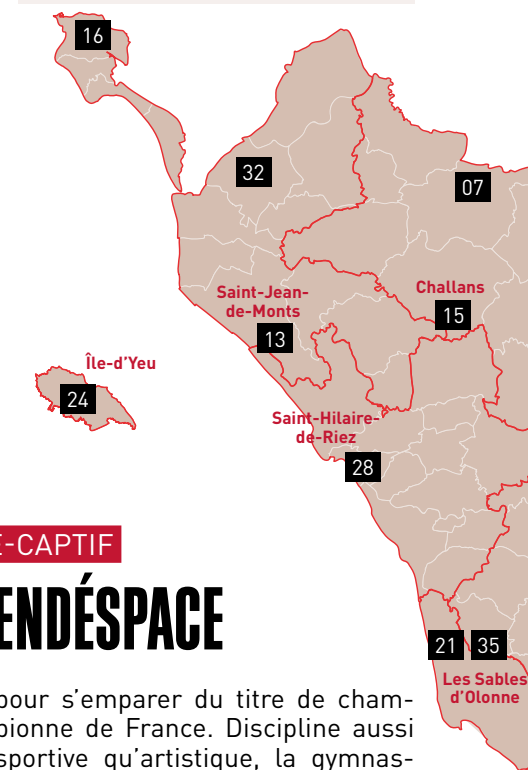 16
32
07
Saint-Jean-
de-Monts
13
Challans
15
Île-d'Yeu
24
Saint-Hilaire-
de-Riez
28
21 35
Les Sables
d'Olonne
E-CAPTIF
ENDÉSPACE
pour s'emparer du titre de cham-
pionne de France. Discipline aussi
sportive qu'artistique, la gymnas-